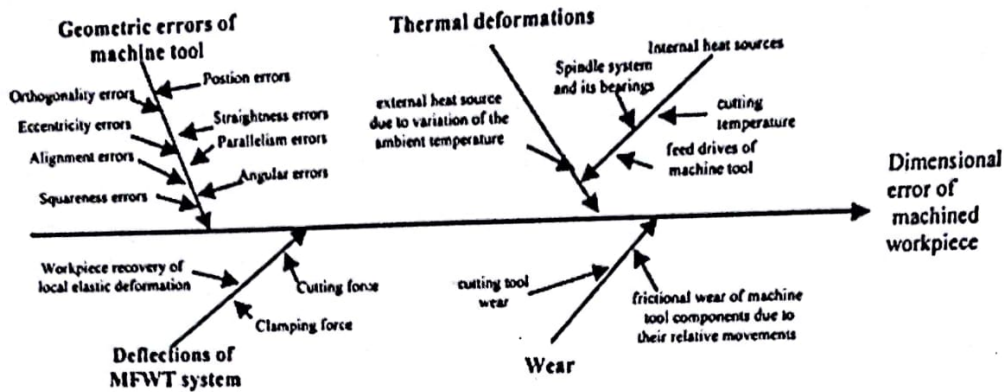 Geometric errors of
machine tool
Postion errors
Orthogonality errors
Straightness errors
Eccentricity errors
Parallelism errors
Alignment errors
Angular errors
Squareness errors
Thermal deformations
Internal heat sources
Spindle system
and its bearings
external heat source
due to variation of the
ambient temperature
cutting
temperature
feed drives of
machine tool
Dimensional
error of
machined
workpiece
Workpiece recovery of
local elastic deformation
Cutting force
Clamping force
Deflections of
MFWT system
cutting tool
wear
frictional wear of machine
tool components due to
their relative movements
Wear